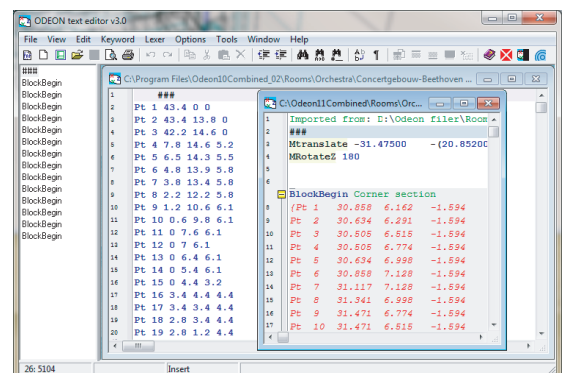 ODEON text editor v3.0
File View Edit Keyword Lexer Options Tools Window Help
###
BlockBegin
BlockBegin
BlockBegin
BlockBegin
BlockBegin
BlockBegin
BlockBegin
BlockBegin
BlockBegin
BlockBegin
BlockBegin
BlockBegin
BlockBegin
BlockBegin
C:\Program Files\Odeon10Combined_02\Rooms\Orchestra\Concertgebouw-Beethoven ...
1 ###
2 Pt 1 43.4 0 0
3 Pt 2 43.4 13.8 0
4 Pt 3 42.2 14.6 0
5 Pt 4 7.8 14.6 5.2
6 Pt 5 6.5 14.3 5.5
7 Pt 6 4.8 13.9 5.8
8 Pt 7 3.8 13.4 5.8
9 Pt 8 2.2 12.2 5.8
10 Pt 9 1.2 10.6 6.1
11 Pt 10 0.6 9.8 6.1
12 Pt 11 0 7.6 6.1
13 Pt 12 0 7 6.1
14 Pt 13 0 6.4 6.1
15 Pt 14 0 5.4 6.1
16 Pt 15 0 4.4 3.2
17 Pt 16 3.4 4.4 4.4
18 Pt 17 3.4 3.4 4.4
19 Pt 18 2.8 3.4 4.4
20 Pt 19 2.8 1.2 4.4
C:\Odeon11Combined\Rooms\Orc...
1 Imported from: D:\Odeon filer\Room
2 ###
3 Mtranslate -31.47500 -(20.85200
4 MRotateZ 180
5
6
7 BlockBegin Corner section
8 {Pt 1 30.858 6.162 -1.594
9 Pt 2 30.634 6.291 -1.594
10 Pt 3 30.505 6.515 -1.594
11 Pt 4 30.505 6.774 -1.594
12 Pt 5 30.634 6.998 -1.594
13 Pt 6 30.858 7.128 -1.594
14 Pt 7 31.117 7.128 -1.594
15 Pt 8 31.341 6.998 -1.594
16 Pt 9 31.471 6.774 -1.594
17 Pt 10 31.471 6.515 -1.594
26: 5104 Insert